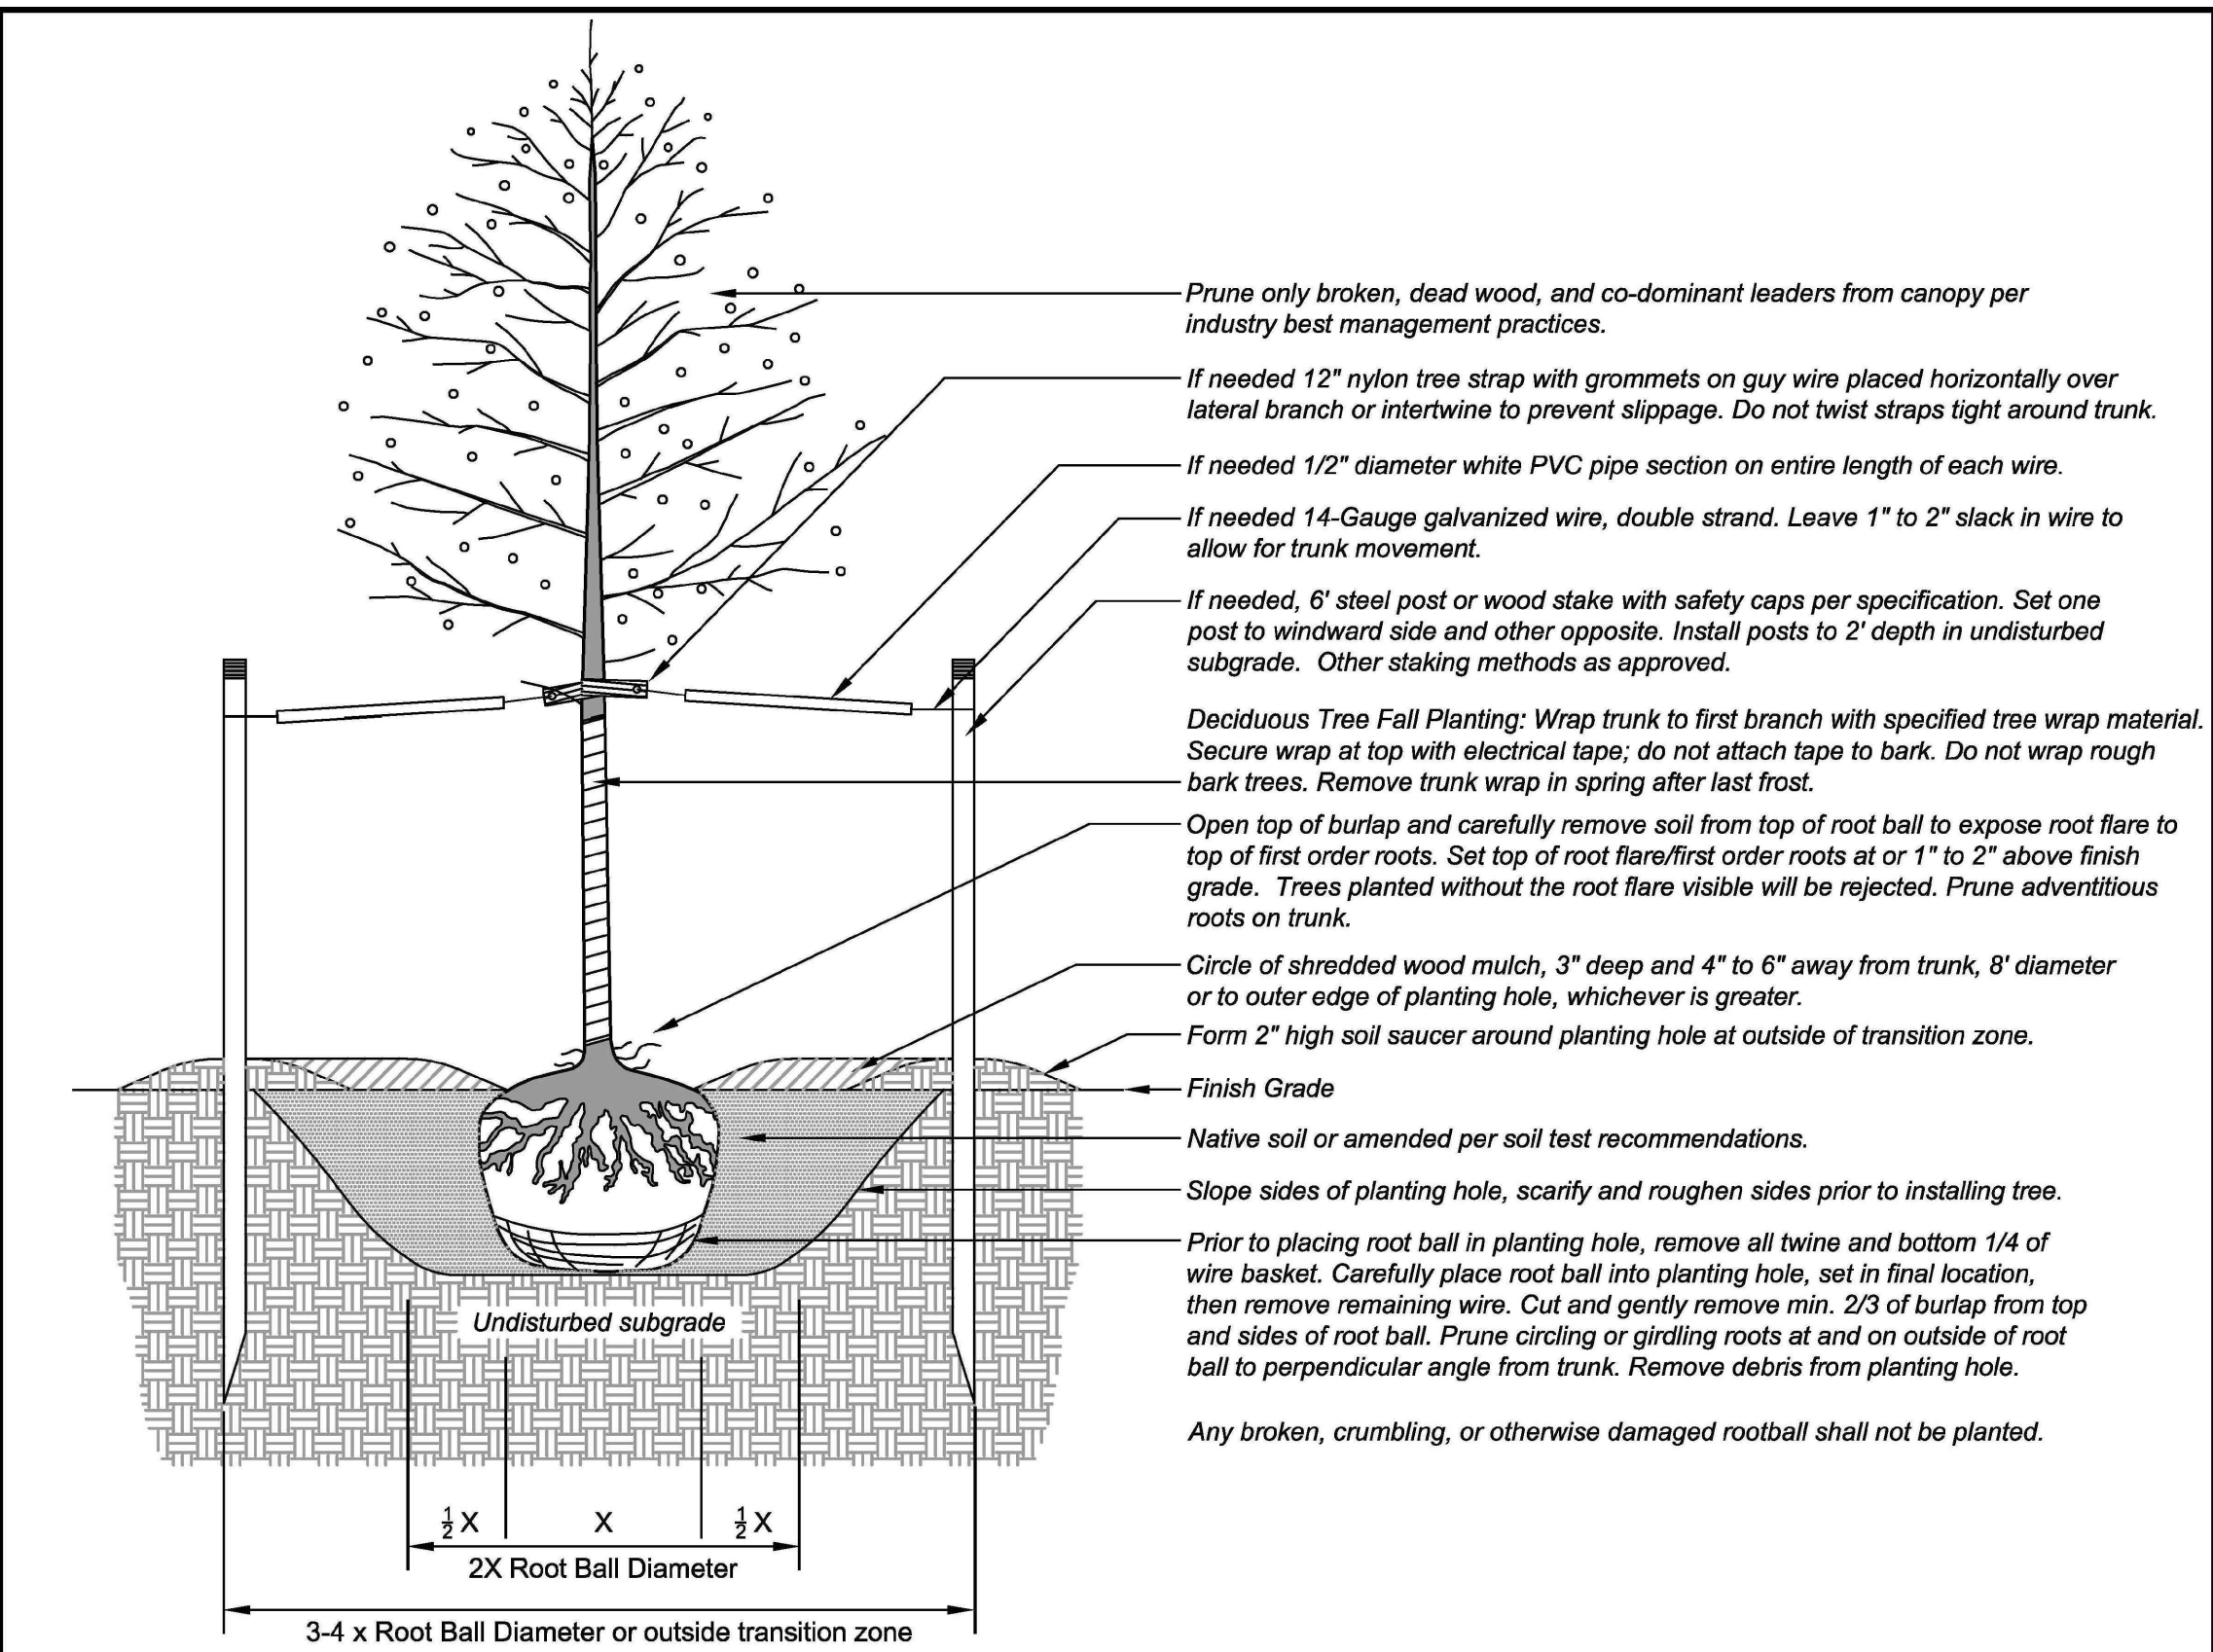 Prune only broken, dead wood, and co-dominant leaders from canopy per
industry best management practices.
If needed 12" nylon tree strap with grommets on guy wire placed horizontally over
lateral branch or intertwine to prevent slippage. Do not twist straps tight around trunk.
If needed 1/2" diameter white PVC pipe section on entire length of each wire.
If needed 14-Gauge galvanized wire, double strand. Leave 1" to 2" slack in wire to
allow for trunk movement.
If needed, 6' steel post or wood stake with safety caps per specification. Set one
post to windward side and other opposite. Install posts to 2' depth in undisturbed
subgrade. Other staking methods as approved.
Deciduous Tree Fall Planting: Wrap trunk to first branch with specified tree wrap material.
Secure wrap at top with electrical tape; do not attach tape to bark. Do not wrap rough
bark trees. Remove trunk wrap in spring after last frost.
Open top of burlap and carefully remove soil from top of root ball to expose root flare to
top of first order roots. Set top of root flare/first order roots at or 1" to 2" above finish
grade. Trees planted without the root flare visible will be rejected. Prune adventitious
roots on trunk.
Circle of shredded wood mulch, 3" deep and 4" to 6" away from trunk, 8' diameter
or to outer edge of planting hole, whichever is greater.
Form 2" high soil saucer around planting hole at outside of transition zone.
Finish Grade
Native soil or amended per soil test recommendations.
Slope sides of planting hole, scarify and roughen sides prior to installing tree.
Prior to placing root ball in planting hole, remove all twine and bottom 1/4 of
wire basket. Carefully place root ball into planting hole, set in final location,
then remove remaining wire. Cut and gently remove min. 2/3 of burlap from top
and sides of root ball. Prune circling or girdling roots at and on outside of root
ball to perpendicular angle from trunk. Remove debris from planting hole.
Any broken, crumbling, or otherwise damaged rootball shall not be planted.
Undisturbed subgrade
½ X X ½ X
2X Root Ball Diameter
3-4 x Root Ball Diameter or outside transition zone